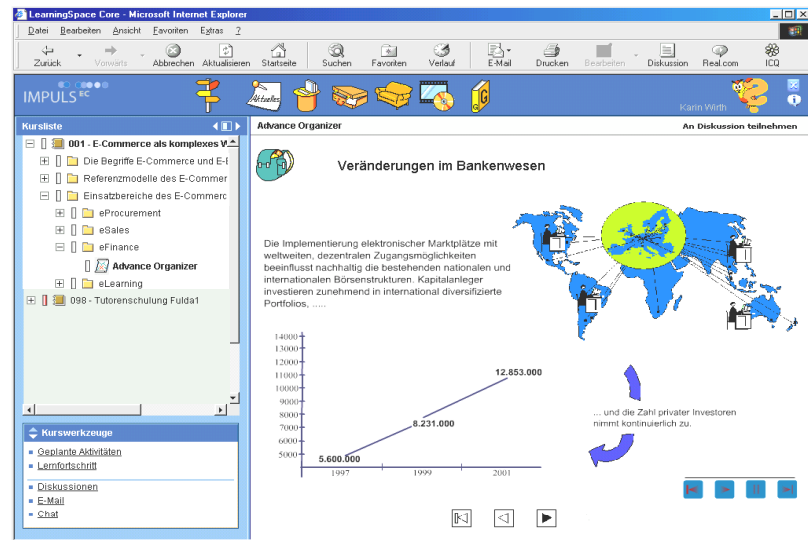 LearningSpace Core - Microsoft Internet Explorer
Datei Bearbeiten Ansicht Favoriten Extras ?
Zurück Vorwärts Abbrechen Aktualisieren Startseite Suchen Favoriten Verlauf E-Mail Drucken Bearbeiten Diskussion Real.com ICQ
IMPULS EC
Aktuelles
G
Karin Wirth
Kursliste
Advance Organizer
An Diskussion teilnehmen
001 - E-Commerce als komplexes
Die Begriffe E-Commerce und
Referenzmodelle des E-Commer
Einsatzbereiche des E-Commerc
eProcurement
eSales
eFinance
Advance Organizer
eLearning
098 - Tutorenschulung Fulda1
Kurswerkzeuge
Geplante Aktivitäten
Lernfortschritt
Diskussionen
E-Mail
Chat
Veränderungen im Bankenwesen
Die Implementierung elektronischer Marktplätze mit
weltweiten, dezentralen Zugangsmöglichkeiten
beeinflusst nachhaltig die bestehenden nationalen und
internationalen Börsenstrukturen. Kapitalanleger
investieren zunehmend in international diversifizierte
Portfolios, .....
14000
13000
12000
11000
10000
9000
8000
7000
6000
5000
12.853.000
8.231.000
5.600.000
1997 1999 2001
... und die Zahl privater Investoren
nimmt kontinuierlich zu.